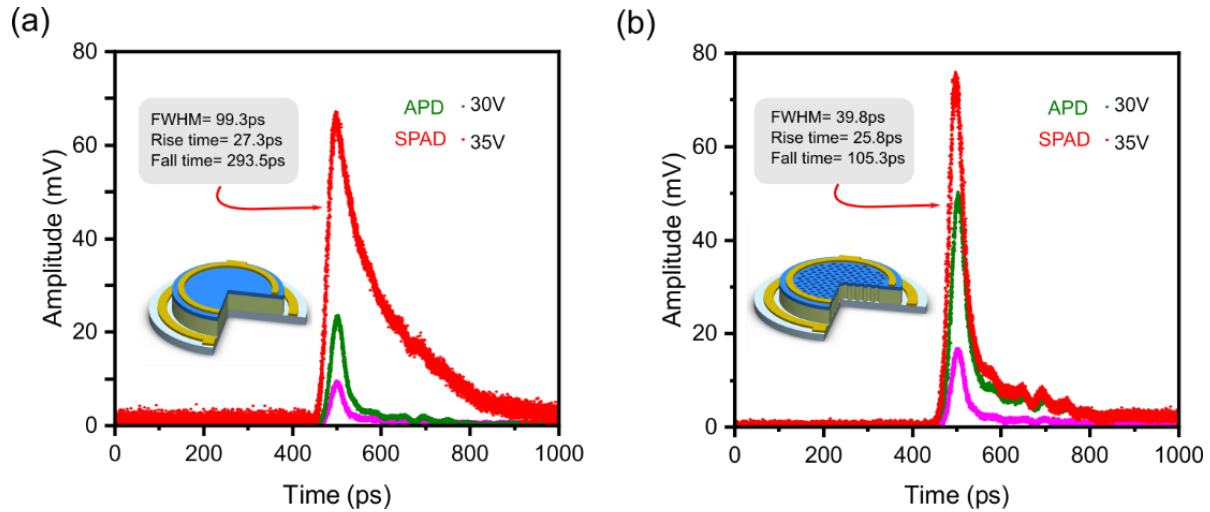 (a)
80
60
40
20
0
Amplitude (mV)
FWHM= 99.3ps
Rise time= 27.3ps
Fall time= 293.5ps
APD · 30V
SPAD · 35V
0 200 400 600 800 1000
Time (ps)
(b)
80
60
40
20
0
Amplitude (mV)
FWHM= 39.8ps
Rise time= 25.8ps
Fall time= 105.3ps
APD · 30V
SPAD · 35V
0 200 400 600 800 1000
Time (ps)